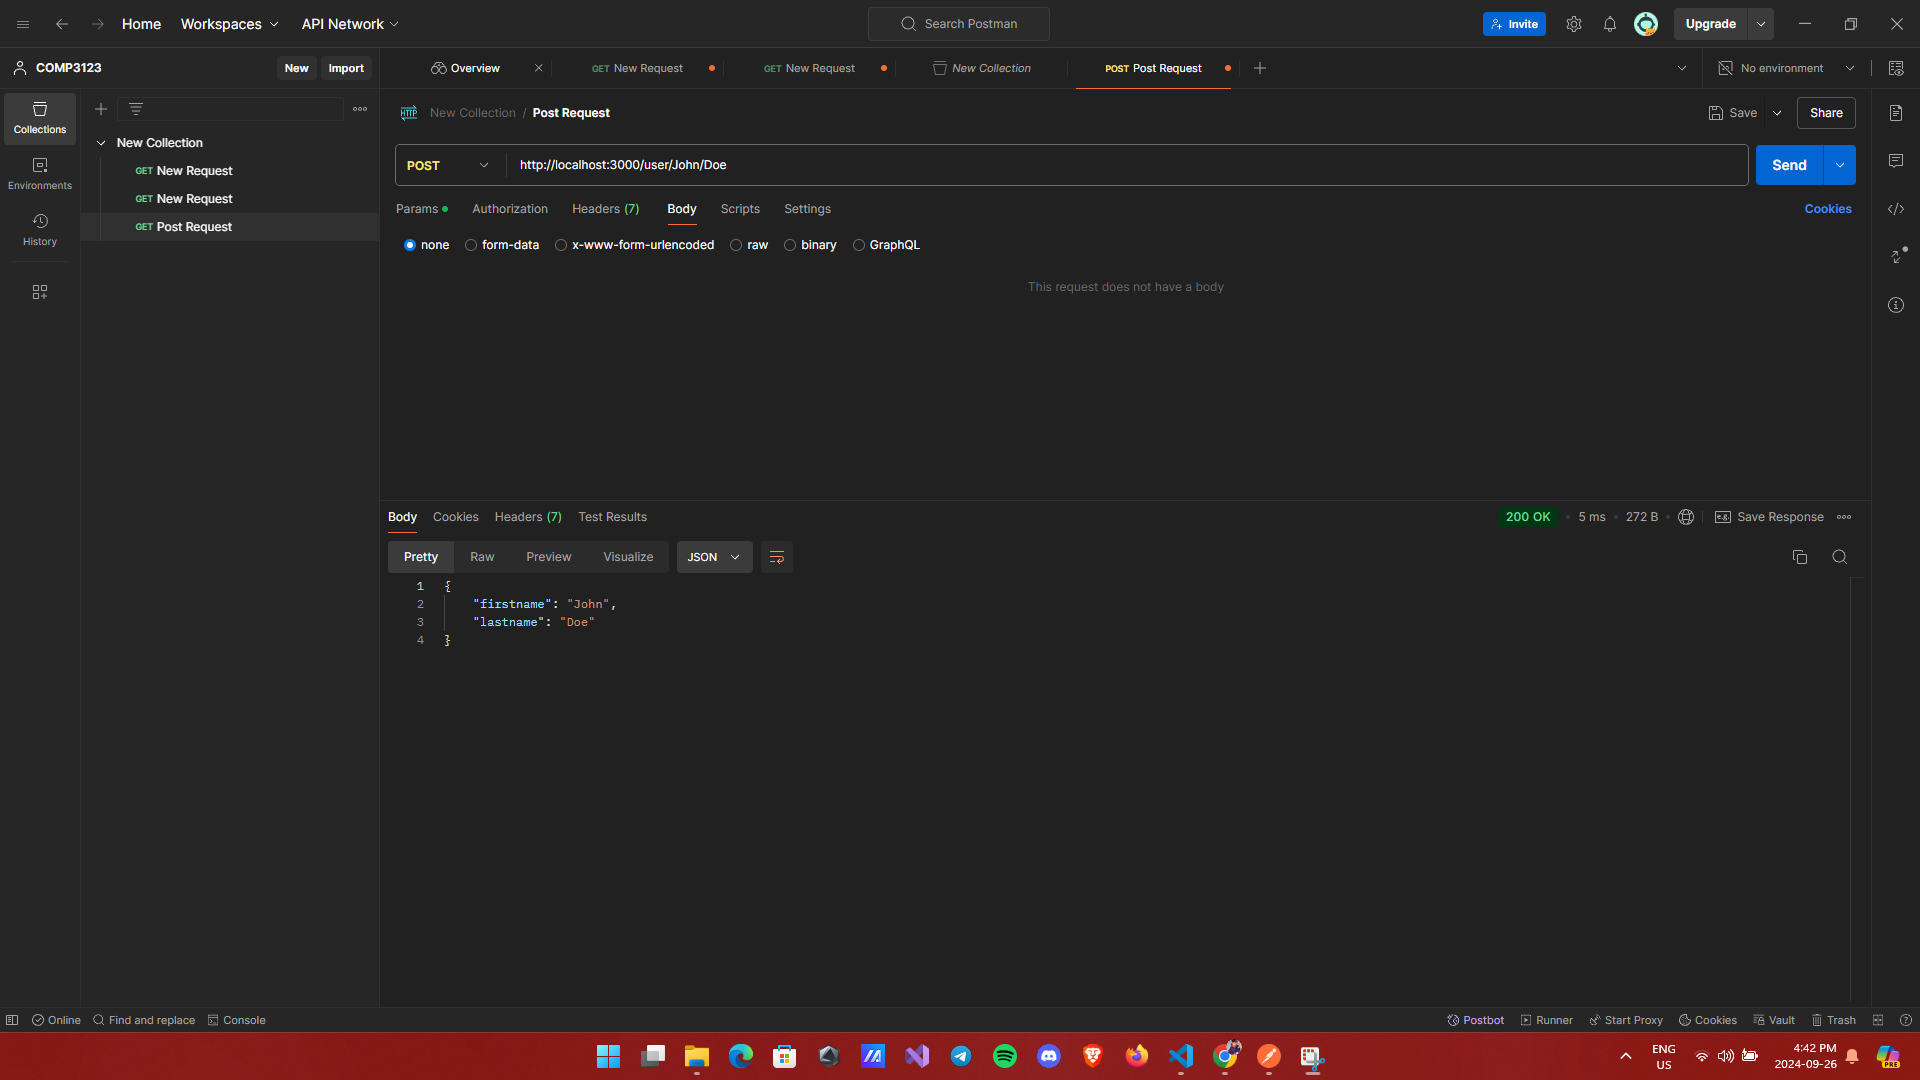 Home Workspaces API Network Search Postman Invite Upgrade
COMP3123 New Import Overview GET New Request GET New Request New Collection POST Post Request No environment
Collections
Environments
History
New Collection
GET New Request
GET New Request
GET Post Request
HTTP New Collection / Post Request Save Share
POST http://localhost:3000/user/John/Doe Send
Params Authorization Headers (7) Body Scripts Settings Cookies
none form-data x-www-form-urlencoded raw binary GraphQL
This request does not have a body
Body Cookies Headers (7) Test Results 200 OK 5 ms 272 B e.g. Save Response
Pretty Raw Preview Visualize JSON
1 {
2 "firstname": "John",
3 "lastname": "Doe"
4 }
Online Find and replace Console Postbot Runner Start Proxy Cookies Vault Trash
ENG
US
4:42 PM
2024-09-26
PRE